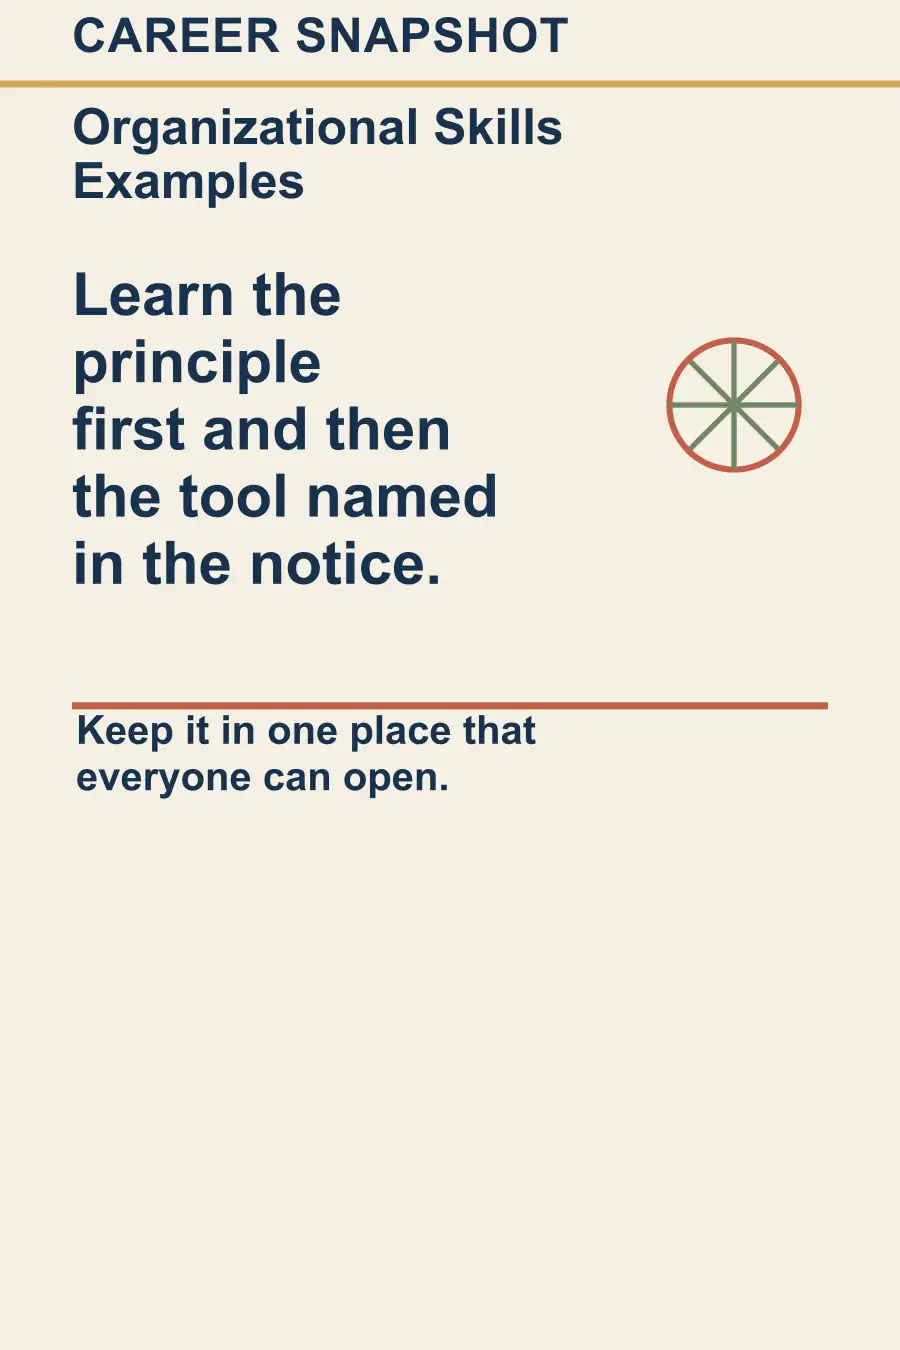 CAREER SNAPSHOT
Organizational Skills
Examples
Learn the
principle
first and then
the tool named
in the notice.
Keep it in one place that
everyone can open.